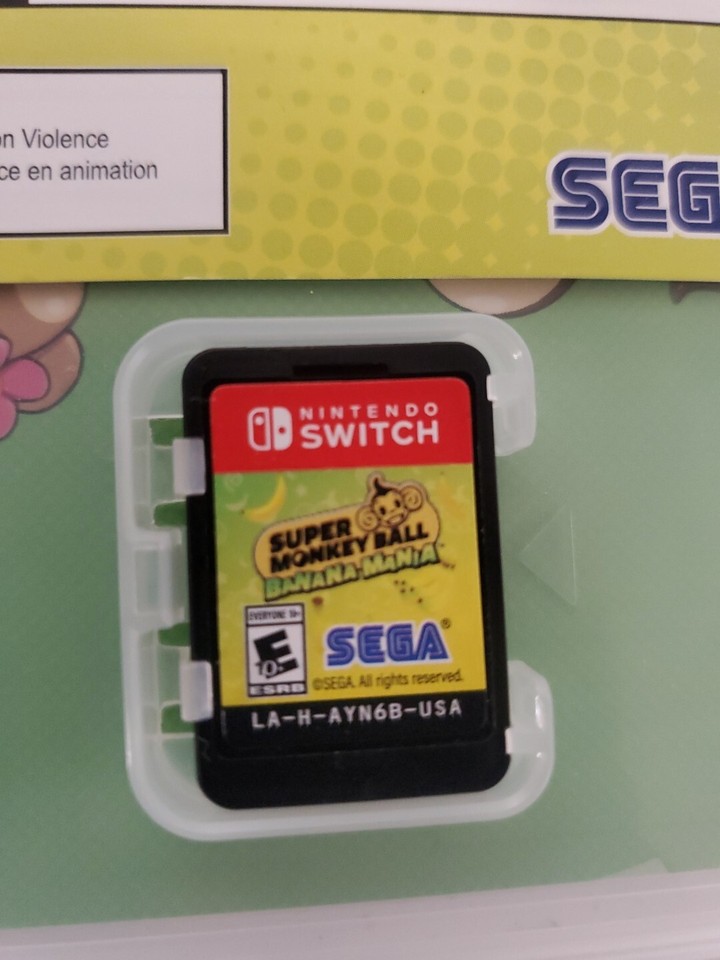 on Violence
ce en animation
SEG
NINTENDO
SWITCH
SUPER
MONKEY BALL
BANANA MANIA
EVERYONE 10+
E
10+
ESRB
SEGA®
©SEGA. All rights reserved.
LA-H-AYN6B-USA